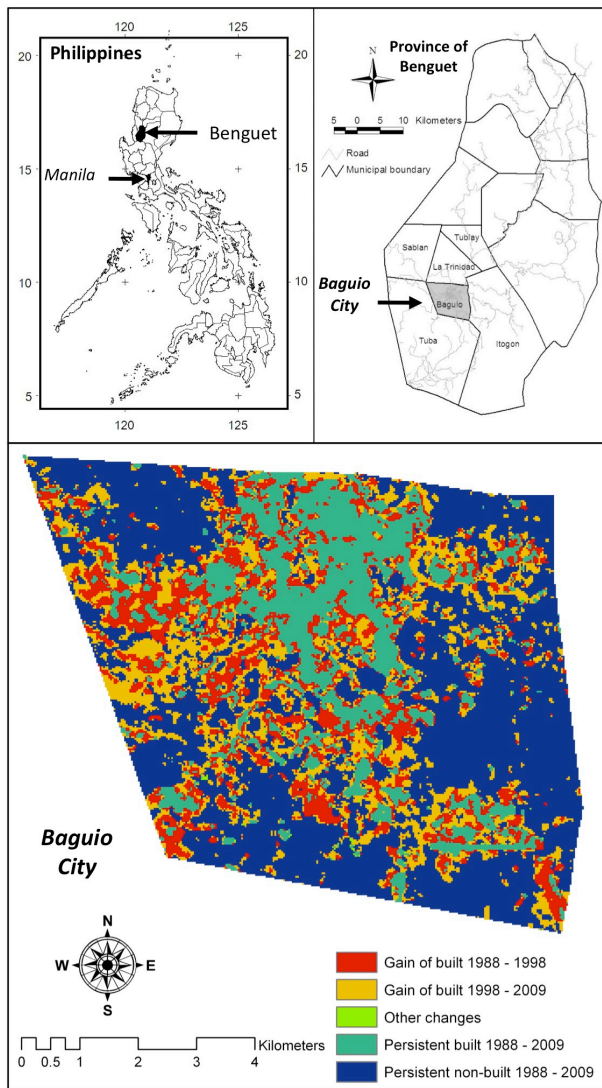 Philippines
20
15
10
5
Benguet
Manila
20
15
10
5
120
125
120
125
N
Province of
Benguet
5 0 5 10 Kilometers
Road
Municipal boundary
Sablan
Tublay
La Trinidad
Baguio
City
Baguio
Tuba
Itogon
Baguio
City
N
W
E
S
0 0.5 1 2 3 4
Kilometers
Gain of built 1988 - 1998
Gain of built 1998 - 2009
Other changes
Persistent built 1988 - 2009
Persistent non-built 1988 - 2009